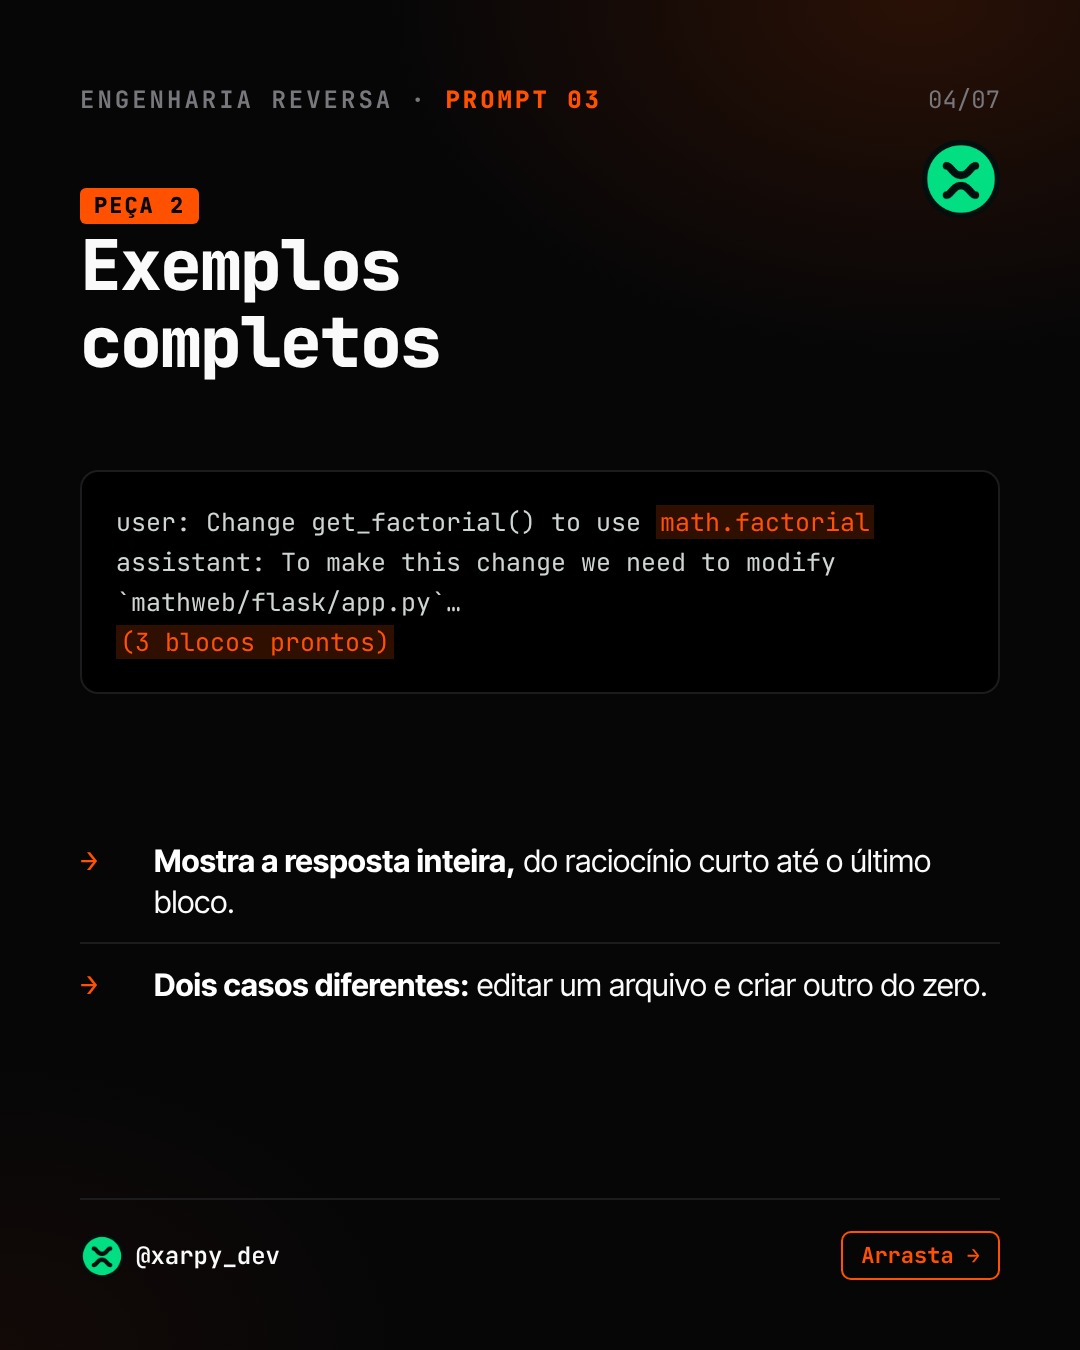 ENGENHARIA REVERSA · PROMPT 03
04/07
PEÇA 2
Exemplos
completos
user: Change get_factorial() to use math.factorial
assistant: To make this change we need to modify
`mathweb/flask/app.py`…
(3 blocos prontos)
→ Mostra a resposta inteira, do raciocínio curto até o último
bloco.
→ Dois casos diferentes: editar um arquivo e criar outro do zero.
@xarpy_dev
Arrasta →